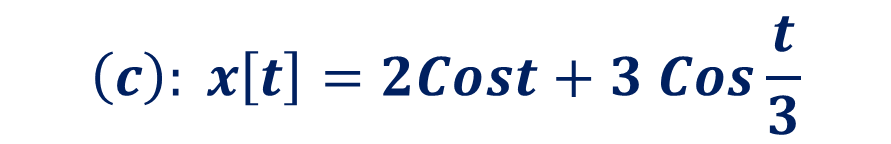 (c): x[t] = 2Cost + 3 Cos t/3